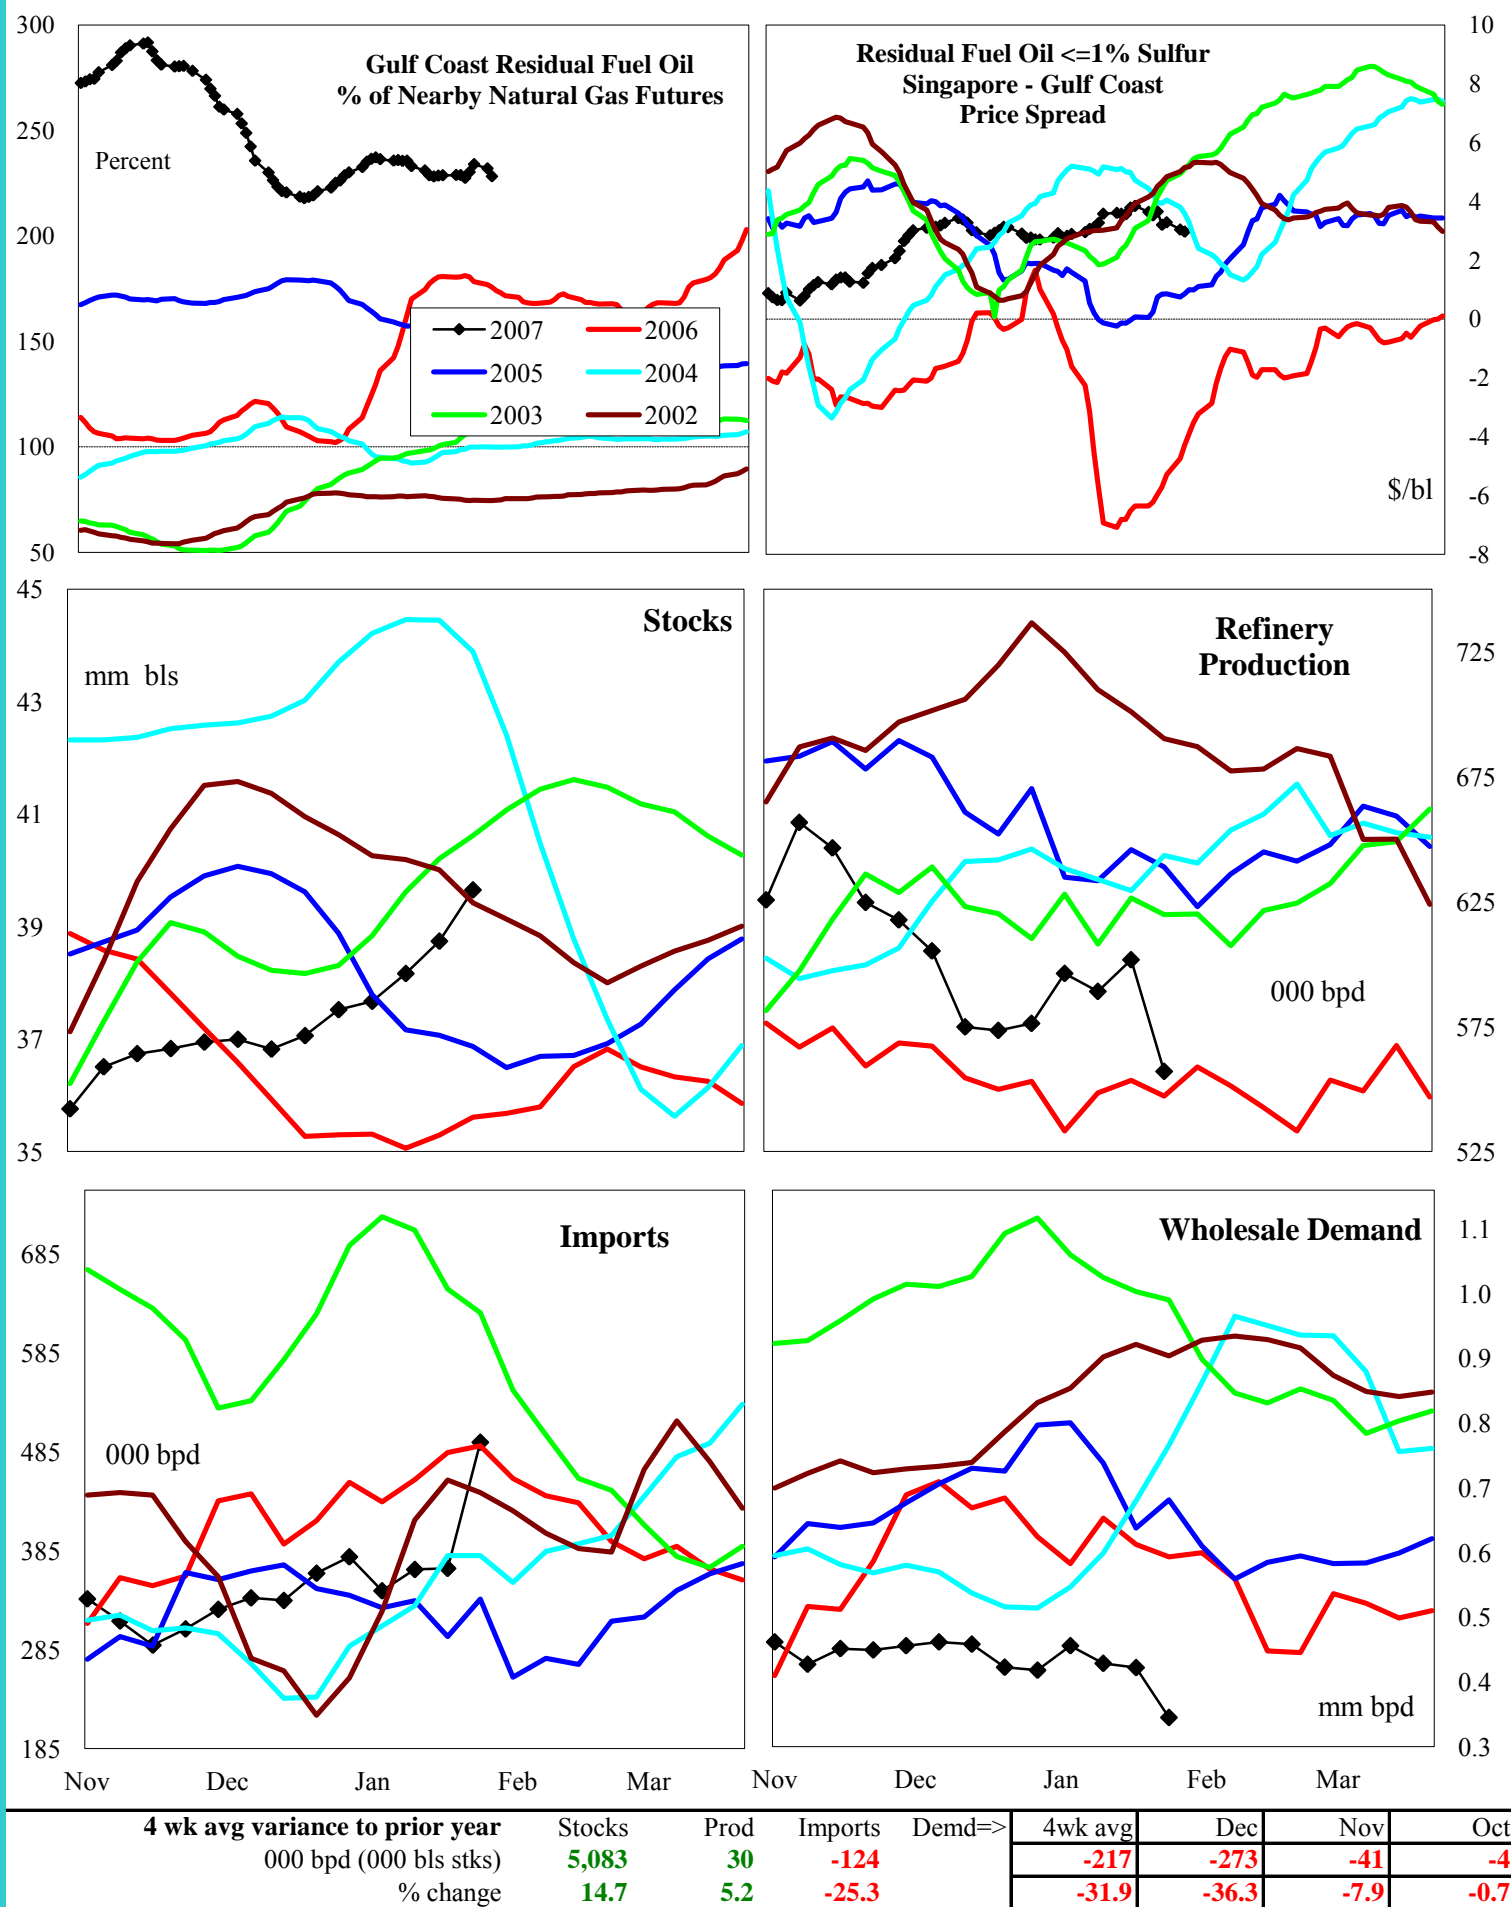 300
250
200
150
100
50
Gulf Coast Residual Fuel Oil
% of Nearby Natural Gas Futures
Percent
2007 2006
2005 2004
2003 2002
Residual Fuel Oil <=1% Sulfur
Singapore - Gulf Coast
Price Spread
$/bl
10
8
6
4
2
0
-2
-4
-6
-8
45
43
41
39
37
35
Stocks
mm bls
Refinery
Production
000 bpd
725
675
625
575
525
685
585
485
385
285
185
Imports
000 bpd
Nov Dec Jan Feb Mar
Wholesale Demand
mm bpd
1.1
1.0
0.9
0.8
0.7
0.6
0.5
0.4
0.3
Nov Dec Jan Feb Mar
4 wk avg variance to prior year Stocks Prod Imports Demd=> 4wk avg Dec Nov Oct
000 bpd (000 bls stks) 5,083 30 -124 -217 -273 -41 -4
% change 14.7 5.2 -25.3 -31.9 -36.3 -7.9 -0.7